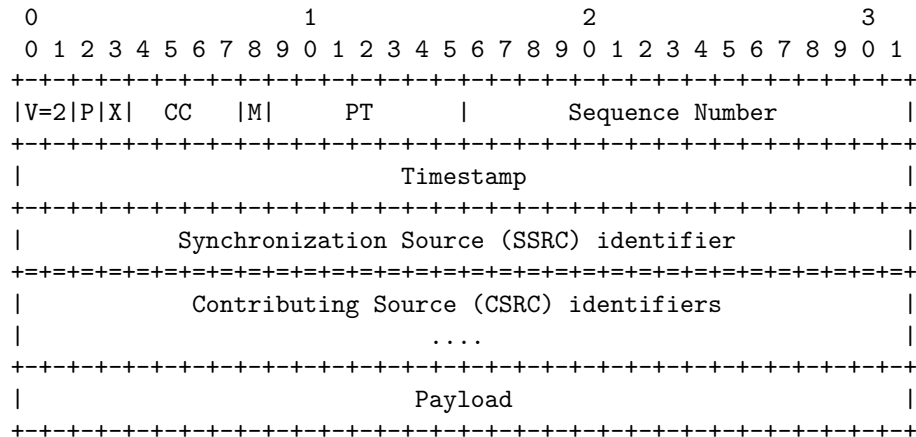 0                   1                   2                   3
0 1 2 3 4 5 6 7 8 9 0 1 2 3 4 5 6 7 8 9 0 1 2 3 4 5 6 7 8 9 0 1
+-+-+-+-+-+-+-+-+-+-+-+-+-+-+-+-+-+-+-+-+-+-+-+-+-+-+-+-+-+-+-+-+
|V=2|P|X|  CC   |M|     PT      |       Sequence Number         |
+-+-+-+-+-+-+-+-+-+-+-+-+-+-+-+-+-+-+-+-+-+-+-+-+-+-+-+-+-+-+-+-+
|                           Timestamp                           |
+-+-+-+-+-+-+-+-+-+-+-+-+-+-+-+-+-+-+-+-+-+-+-+-+-+-+-+-+-+-+-+-+
|           Synchronization Source (SSRC) identifier            |
+=+=+=+=+=+=+=+=+=+=+=+=+=+=+=+=+=+=+=+=+=+=+=+=+=+=+=+=+=+=+=+=+
|            Contributing Source (CSRC) identifiers             |
|                             ....                              |
+-+-+-+-+-+-+-+-+-+-+-+-+-+-+-+-+-+-+-+-+-+-+-+-+-+-+-+-+-+-+-+-+
|                            Payload                            |
+-+-+-+-+-+-+-+-+-+-+-+-+-+-+-+-+-+-+-+-+-+-+-+-+-+-+-+-+-+-+-+-+